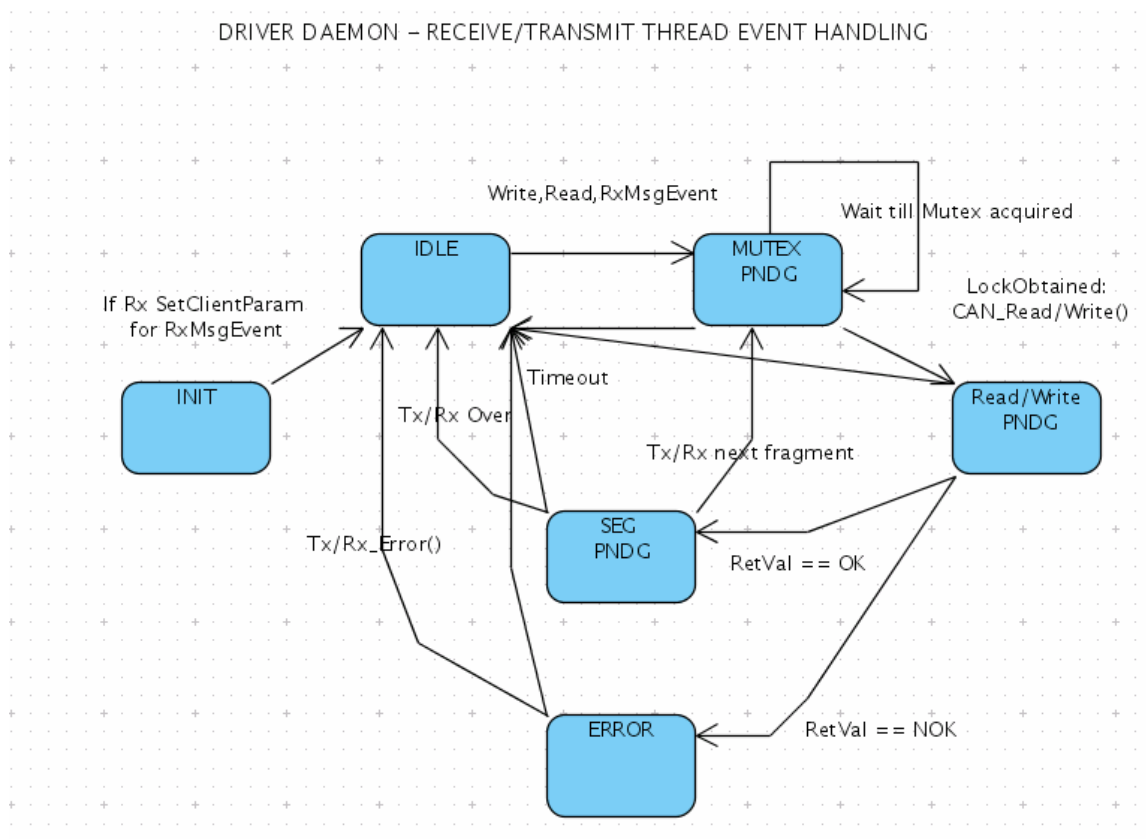 DRIVER DAEMON – RECEIVE/TRANSMIT THREAD EVENT HANDLING
Write,Read,RxMsgEvent
Wait till Mutex acquired
IDLE
MUTEX
PNDG
LockObtained:
CAN_Read/Write()
If Rx SetClientParam
for RxMsgEvent
Timeout
INIT
Read/Write
PNDG
Tx/Rx Over
Tx/Rx next fragment
SEG
PNDG
Tx/Rx_Error()
RetVal == OK
ERROR
RetVal == NOK